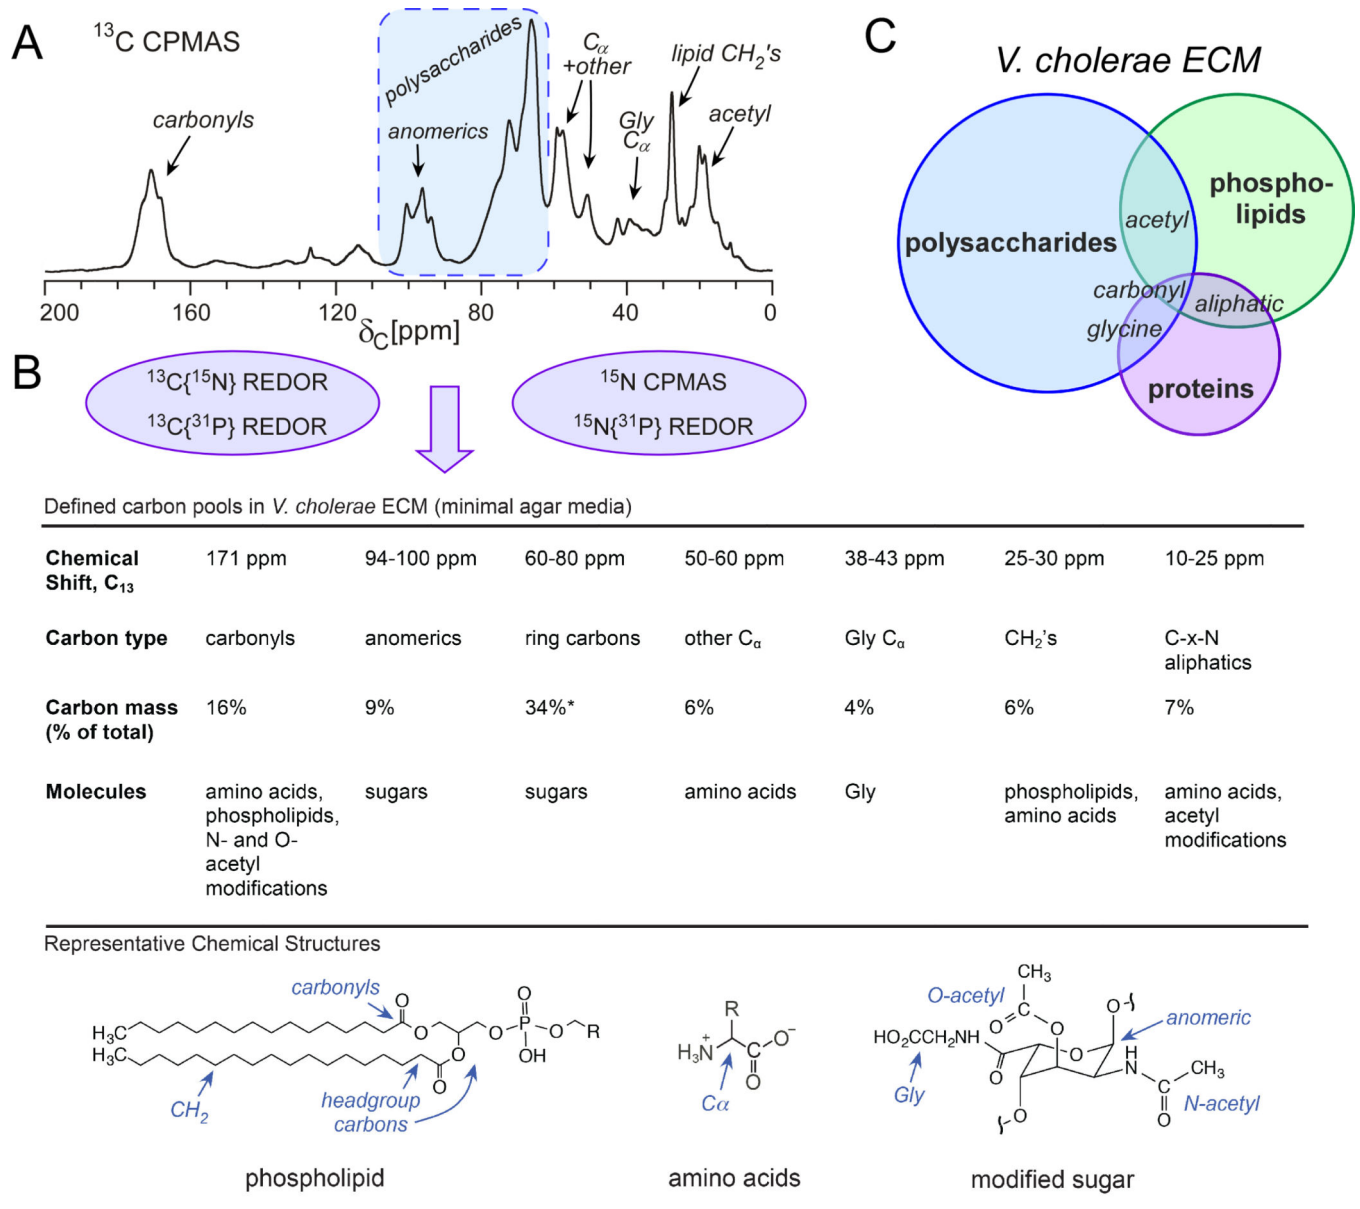 A
¹³C CPMAS
carbonyls
polysaccharides
anomerics
Cα
+other
Gly
Cα
lipid CH₂'s
acetyl
200 160 120 80 40 0
δC[ppm]
C
V. cholerae ECM
polysaccharides
phospho-
lipids
acetyl
carbonyl
aliphatic
glycine
proteins
B
¹³C{¹⁵N} REDOR
¹³C{³¹P} REDOR
¹⁵N CPMAS
¹⁵N{³¹P} REDOR
Defined carbon pools in V. cholerae ECM (minimal agar media)
Chemical
Shift, C₁₃
171 ppm
94-100 ppm
60-80 ppm
50-60 ppm
38-43 ppm
25-30 ppm
10-25 ppm
Carbon type
carbonyls
anomerics
ring carbons
other Cα
Gly Cα
CH₂'s
C-x-N
aliphatics
Carbon mass
(% of total)
16%
9%
34%*
6%
4%
6%
7%
Molecules
amino acids,
phospholipids,
N- and O-
acetyl
modifications
sugars
sugars
amino acids
Gly
phospholipids,
amino acids
amino acids,
acetyl
modifications
Representative Chemical Structures
carbonyls
O
H₃C
O
O
P
O
O
R
OH
H₃C
O
O
CH₂
headgroup
carbons
phospholipid
R
H₃N
+
C
O⁻
O
Cα
amino acids
CH₃
O-acetyl
C
O
O
O
anomeric
HO₂CCH₂NH
O
O
H
N
CH₃
C
O
Gly
N-acetyl
O
modified sugar